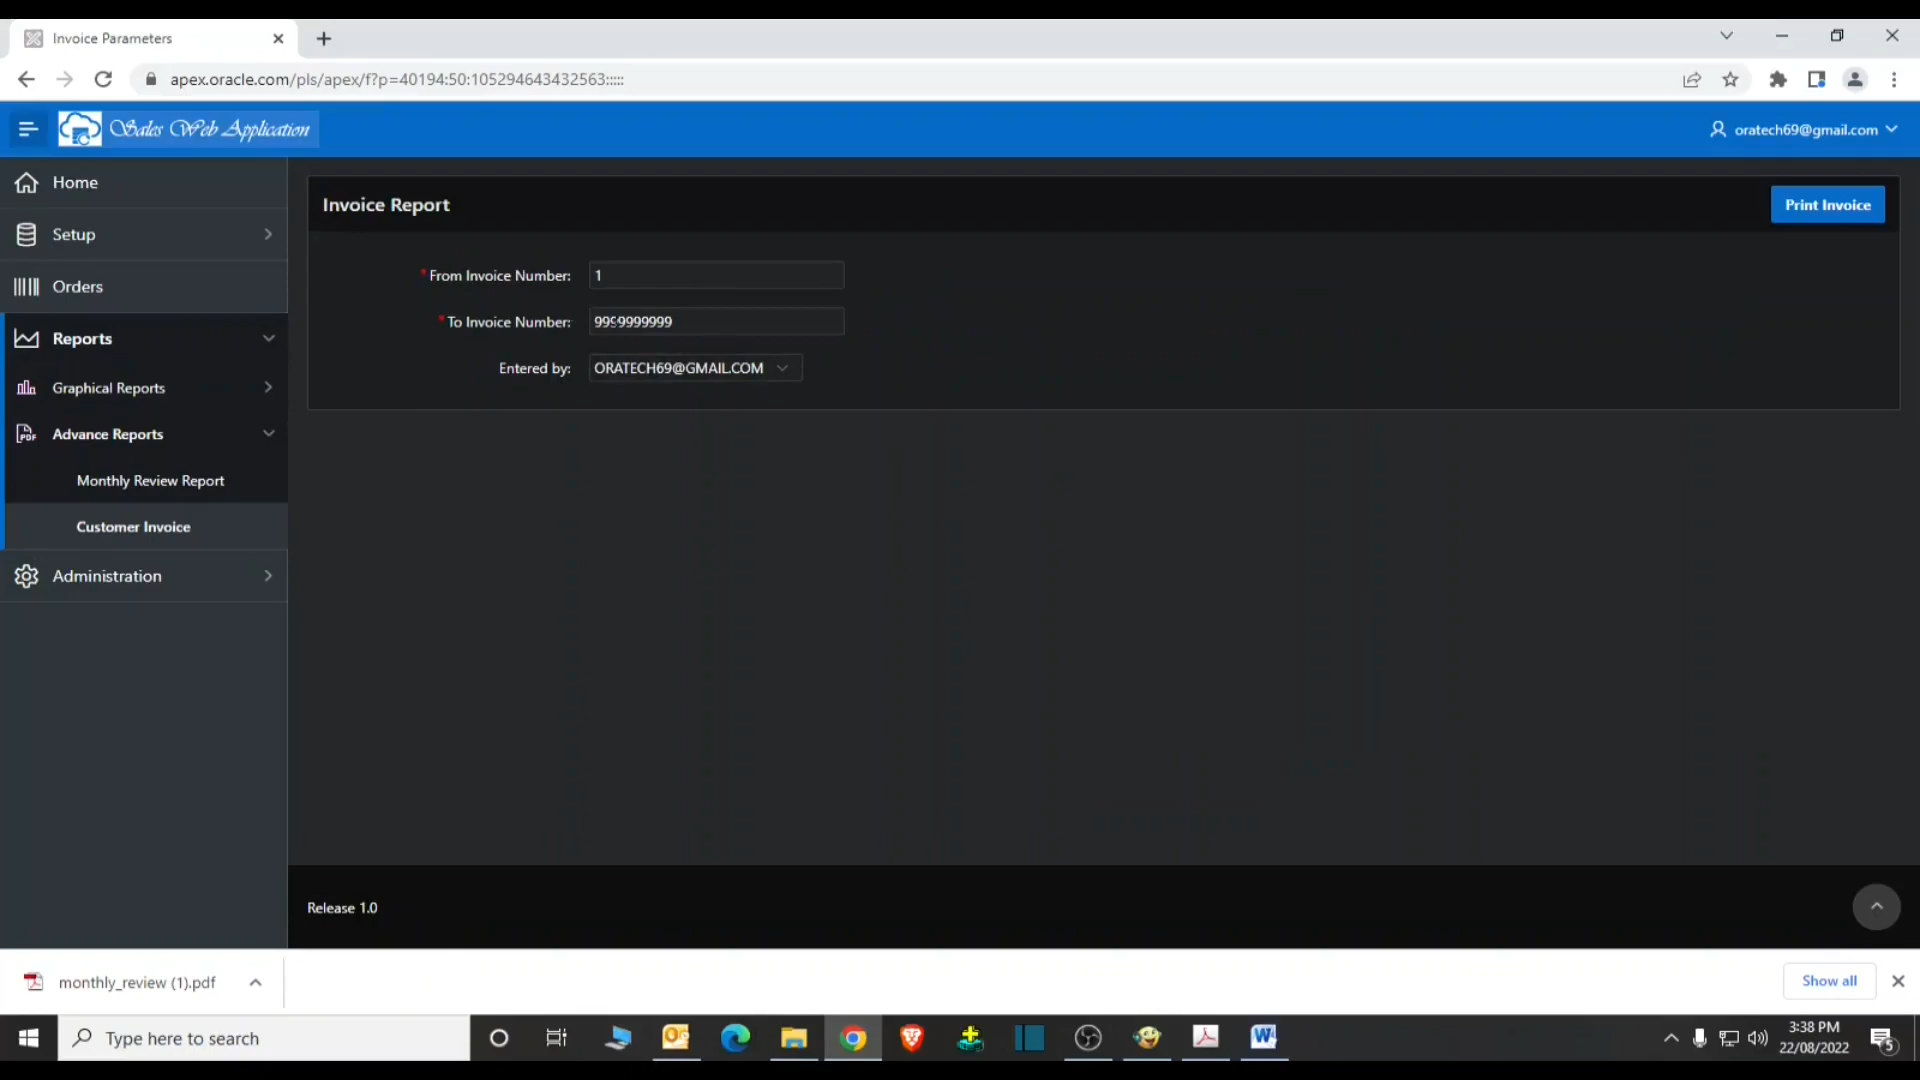 Invoice Parameters
apex.oracle.com/pls/apex/f?p=40194:50:105294643432563:::::
Sales Web Application
oratech69@gmail.com
Home
Setup
Orders
Reports
Graphical Reports
PDF
Advance Reports
Monthly Review Report
Customer Invoice
Administration
Invoice Report
Print Invoice
*From Invoice Number: 1
*To Invoice Number: 9999999999
Entered by: ORATECH69@GMAIL.COM
Release 1.0
monthly_review (1).pdf
Show all
Type here to search
3:38 PM
22/08/2022
5